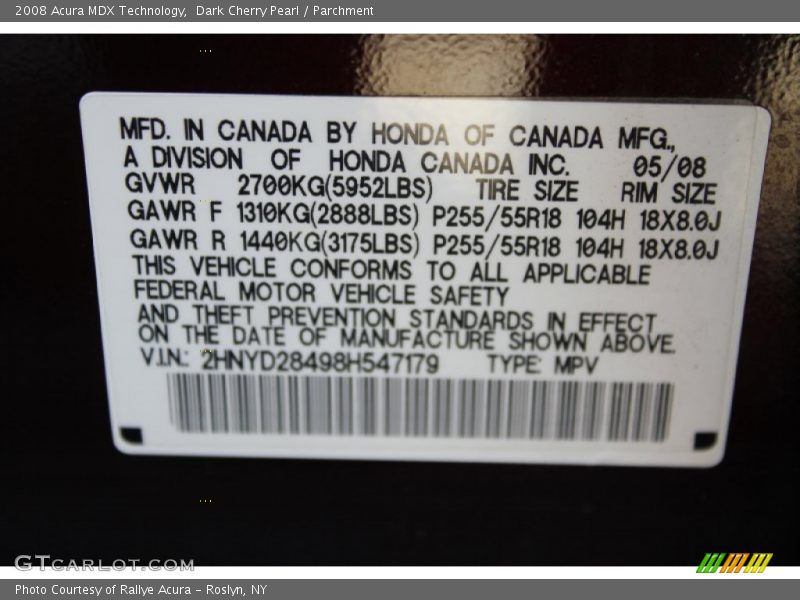 2008 Acura MDX Technology,  Dark Cherry Pearl / Parchment
MFD. IN CANADA BY HONDA OF CANADA MFG.,
A DIVISION OF HONDA CANADA INC. 05/08
GVWR 2700KG(5952LBS) TIRE SIZE RIM SIZE
GAWR F 1310KG(2888LBS) P255/55R18 104H 18X8.0J
GAWR R 1440KG(3175LBS) P255/55R18 104H 18X8.0J
THIS VEHICLE CONFORMS TO ALL APPLICABLE
FEDERAL MOTOR VEHICLE SAFETY
AND THEFT PREVENTION STANDARDS IN EFFECT
ON THE DATE OF MANUFACTURE SHOWN ABOVE.
V.I.N.: 2HNYD28498H547179 TYPE: MPV
GTCARLOT.COM
Photo Courtesy of Rallye Acura - Roslyn, NY